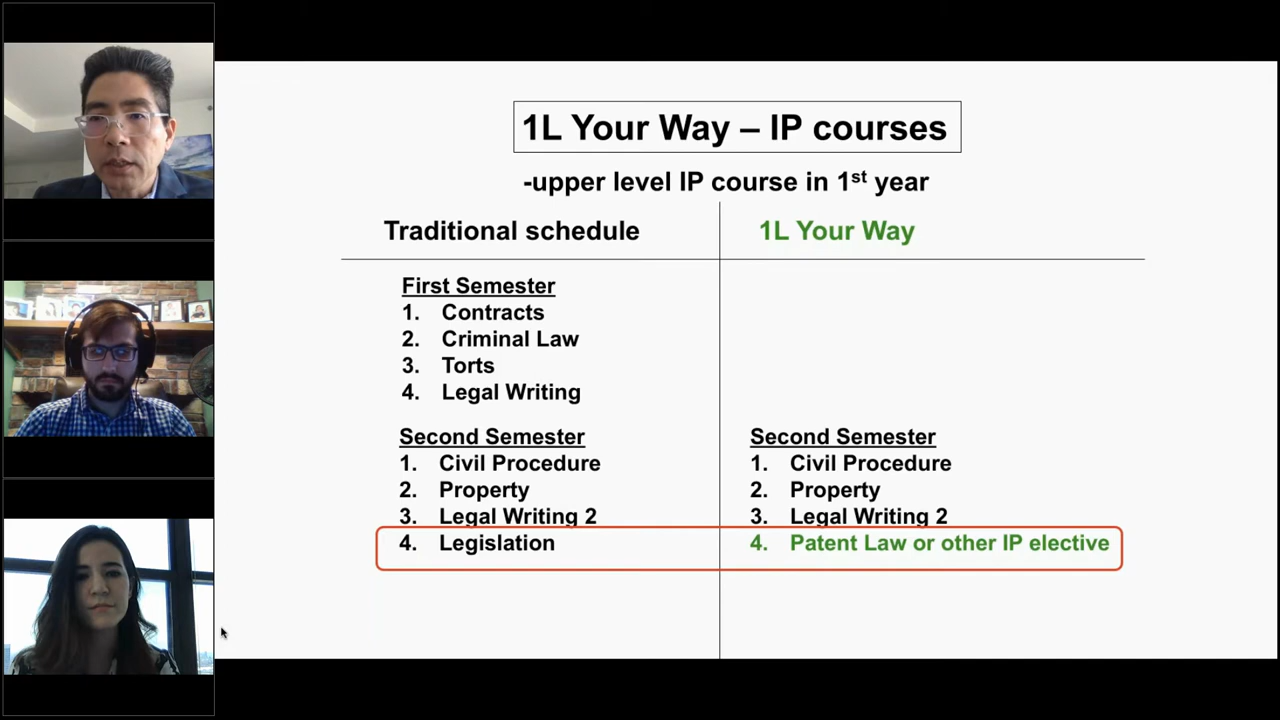 1L Your Way – IP courses
-upper level IP course in 1st year
Traditional schedule
1L Your Way
First Semester
1. Contracts
2. Criminal Law
3. Torts
4. Legal Writing
Second Semester
1. Civil Procedure
2. Property
3. Legal Writing 2
4. Legislation
Second Semester
1. Civil Procedure
2. Property
3. Legal Writing 2
4. Patent Law or other IP elective